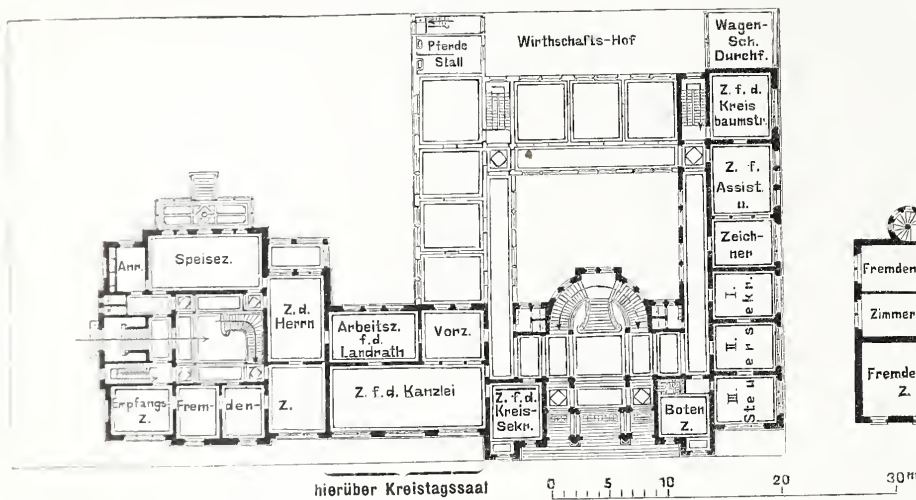 Pferde
Stall
Wirthschafts-Hof
Wagen-
Sch.
Durchf.
Z. f. d.
Kreis
baumstr.
Z. f.
Assist.
u.
Zeich-
ner
I.
II.
III.
Steuersekr.
Anr.
Speisez.
Z. d.
Herrn
Arbeitsz.
f. d.
Landrath
Vorz.
Empfangs-
Z.
Frem-
den-
Z.
Z. f. d. Kanzlei
Z. f. d.
Kreis-
Sekr.
Boten
Z.
Fremden
Zimmer
Fremden
Z.
hierüber Kreistagssaal
0 5 10 20 30